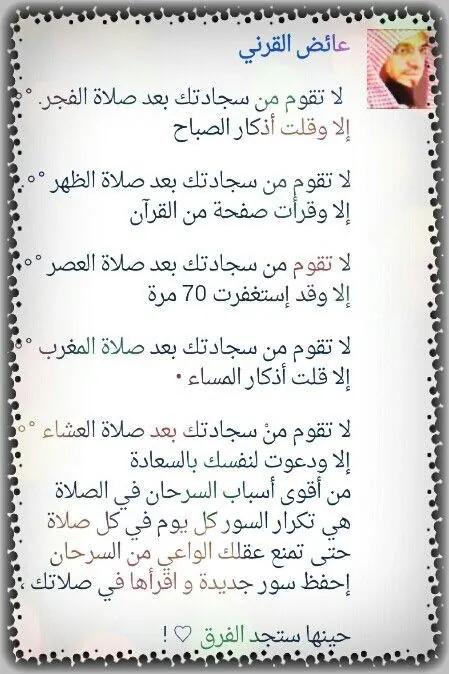 عائض القرني
لا تقوم من سجادتك بعد صلاة الفجر. °°
إلا وقلت أذكار الصباح
لا تقوم من سجادتك بعد صلاة الظهر °°.
إلا وقرأت صفحة من القرآن
لا تقوم من سجادتك بعد صلاة العصر °°
إلا وقد إستغفرت 70 مرة
لا تقوم من سجادتك بعد صلاة المغرب °°
إلا قلت أذكار المساء •
لا تقوم منْ سجادتك بعد صلاة العشاء °°
إلا ودعوت لنفسك بالسعادة
من أقوى أسباب السرحان في الصلاة
هي تكرار السور كل يوم في كل صلاة
حتى تمنع عقلك الواعي من السرحان
إحفظ سور جديدة و اقرأها في صلاتك ،
حينها ستجد الفرق ♡ !